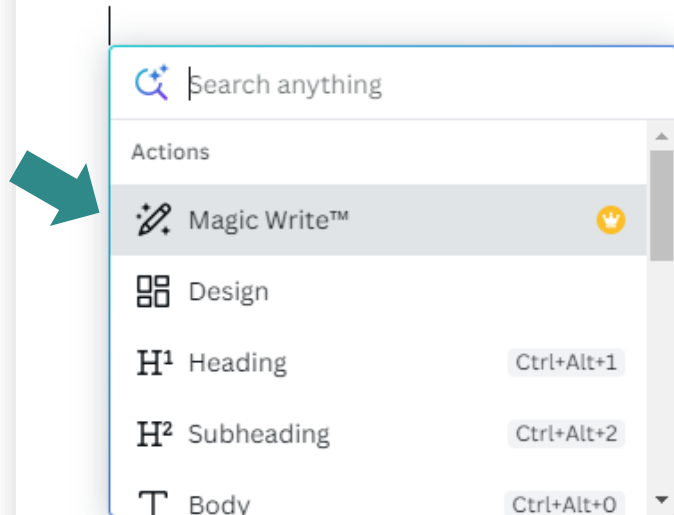 Search anything
Actions
Magic Write™
Design
H¹ Heading Ctrl+Alt+1
H² Subheading Ctrl+Alt+2
T Body Ctrl+Alt+0